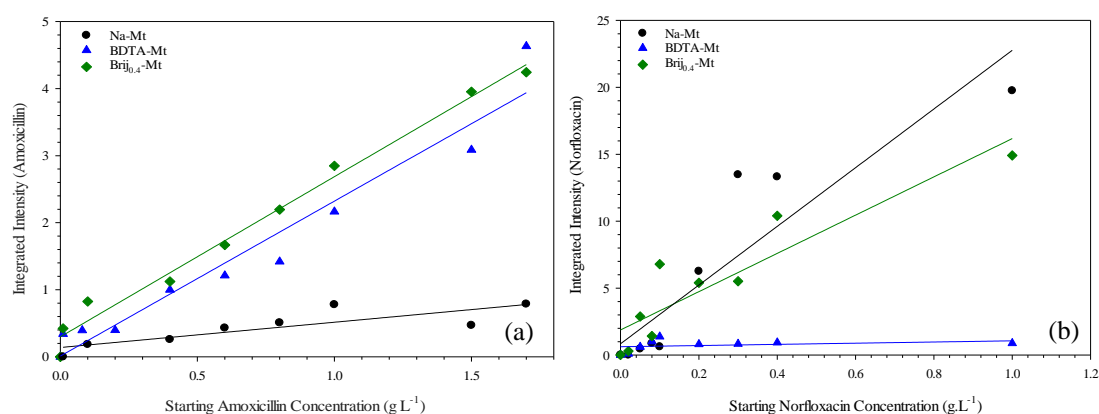 5
4
3
2
1
0
Integrated Intensity (Amoxicillin)
Na-Mt
BDTA-Mt
Brij0.4-Mt
(a)
0.0 0.5 1.0 1.5
Starting Amoxicillin Concentration (g L-1)
25
20
15
10
5
0
Integrated Intensity (Norfloxacin)
Na-Mt
BDTA-Mt
Brij0.4-Mt
(b)
0.0 0.2 0.4 0.6 0.8 1.0 1.2
Starting Norfloxacin Concentration (g.L-1)